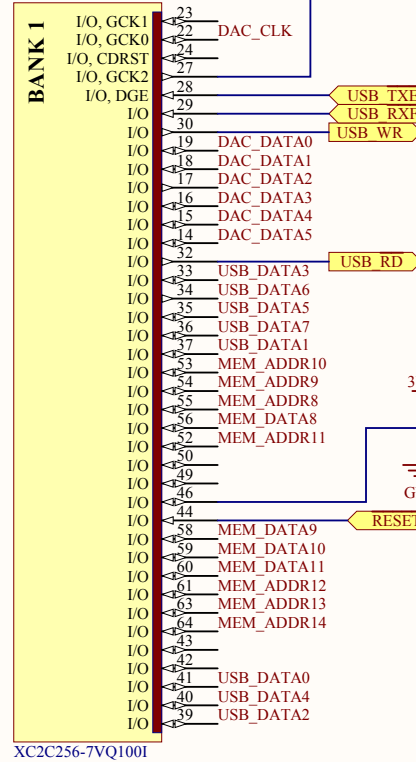 BANK 1
I/O, GCK1 23
I/O, GCK0 22 DAC_CLK
I/O, CDRST 24
I/O, GCK2 27
I/O, DGE 28 USB_TXE
I/O 29 USB_RXF
I/O 30 USB_WR
I/O 19 DAC_DATA0
I/O 18 DAC_DATA1
I/O 17 DAC_DATA2
I/O 16 DAC_DATA3
I/O 15 DAC_DATA4
I/O 14 DAC_DATA5
I/O 32 USB_RD
I/O 33 USB_DATA3
I/O 34 USB_DATA6
I/O 35 USB_DATA5
I/O 36 USB_DATA7
I/O 37 USB_DATA1
I/O 53 MEM_ADDR10
I/O 54 MEM_ADDR9
I/O 55 MEM_ADDR8
I/O 56 MEM_DATA8
I/O 52 MEM_ADDR11
I/O 50
I/O 49
I/O 46
I/O 44 RESET
I/O 58 MEM_DATA9
I/O 59 MEM_DATA10
I/O 60 MEM_DATA11
I/O 61 MEM_ADDR12
I/O 63 MEM_ADDR13
I/O 64 MEM_ADDR14
I/O 43
I/O 42
I/O 41 USB_DATA0
I/O 40 USB_DATA4
I/O 39 USB_DATA2
XC2C256-7VQ100I